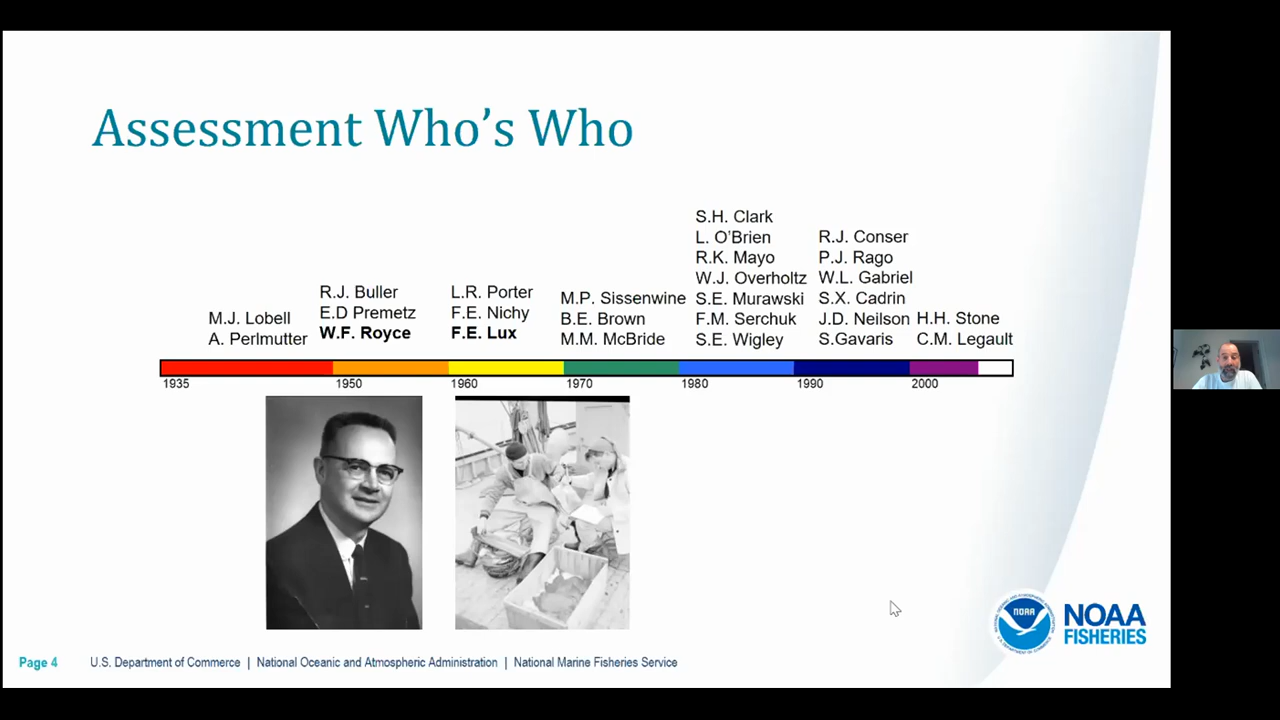 Assessment Who's Who
S.H. Clark
L. O'Brien
R.K. Mayo
W.J. Overholtz
S.E. Murawski
F.M. Serchuk
S.E. Wigley
R.J. Conser
P.J. Rago
W.L. Gabriel
S.X. Cadrin
J.D. Neilson
S.Gavaris
H.H. Stone
C.M. Legault
M.P. Sissenwine
B.E. Brown
M.M. McBride
L.R. Porter
F.E. Nichy
F.E. Lux
R.J. Buller
E.D Premetz
W.F. Royce
M.J. Lobell
A. Perlmutter
1935 1950 1960 1970 1980 1990 2000
NOAA
NOAA
FISHERIES
Page 4 U.S. Department of Commerce | National Oceanic and Atmospheric Administration | National Marine Fisheries Service